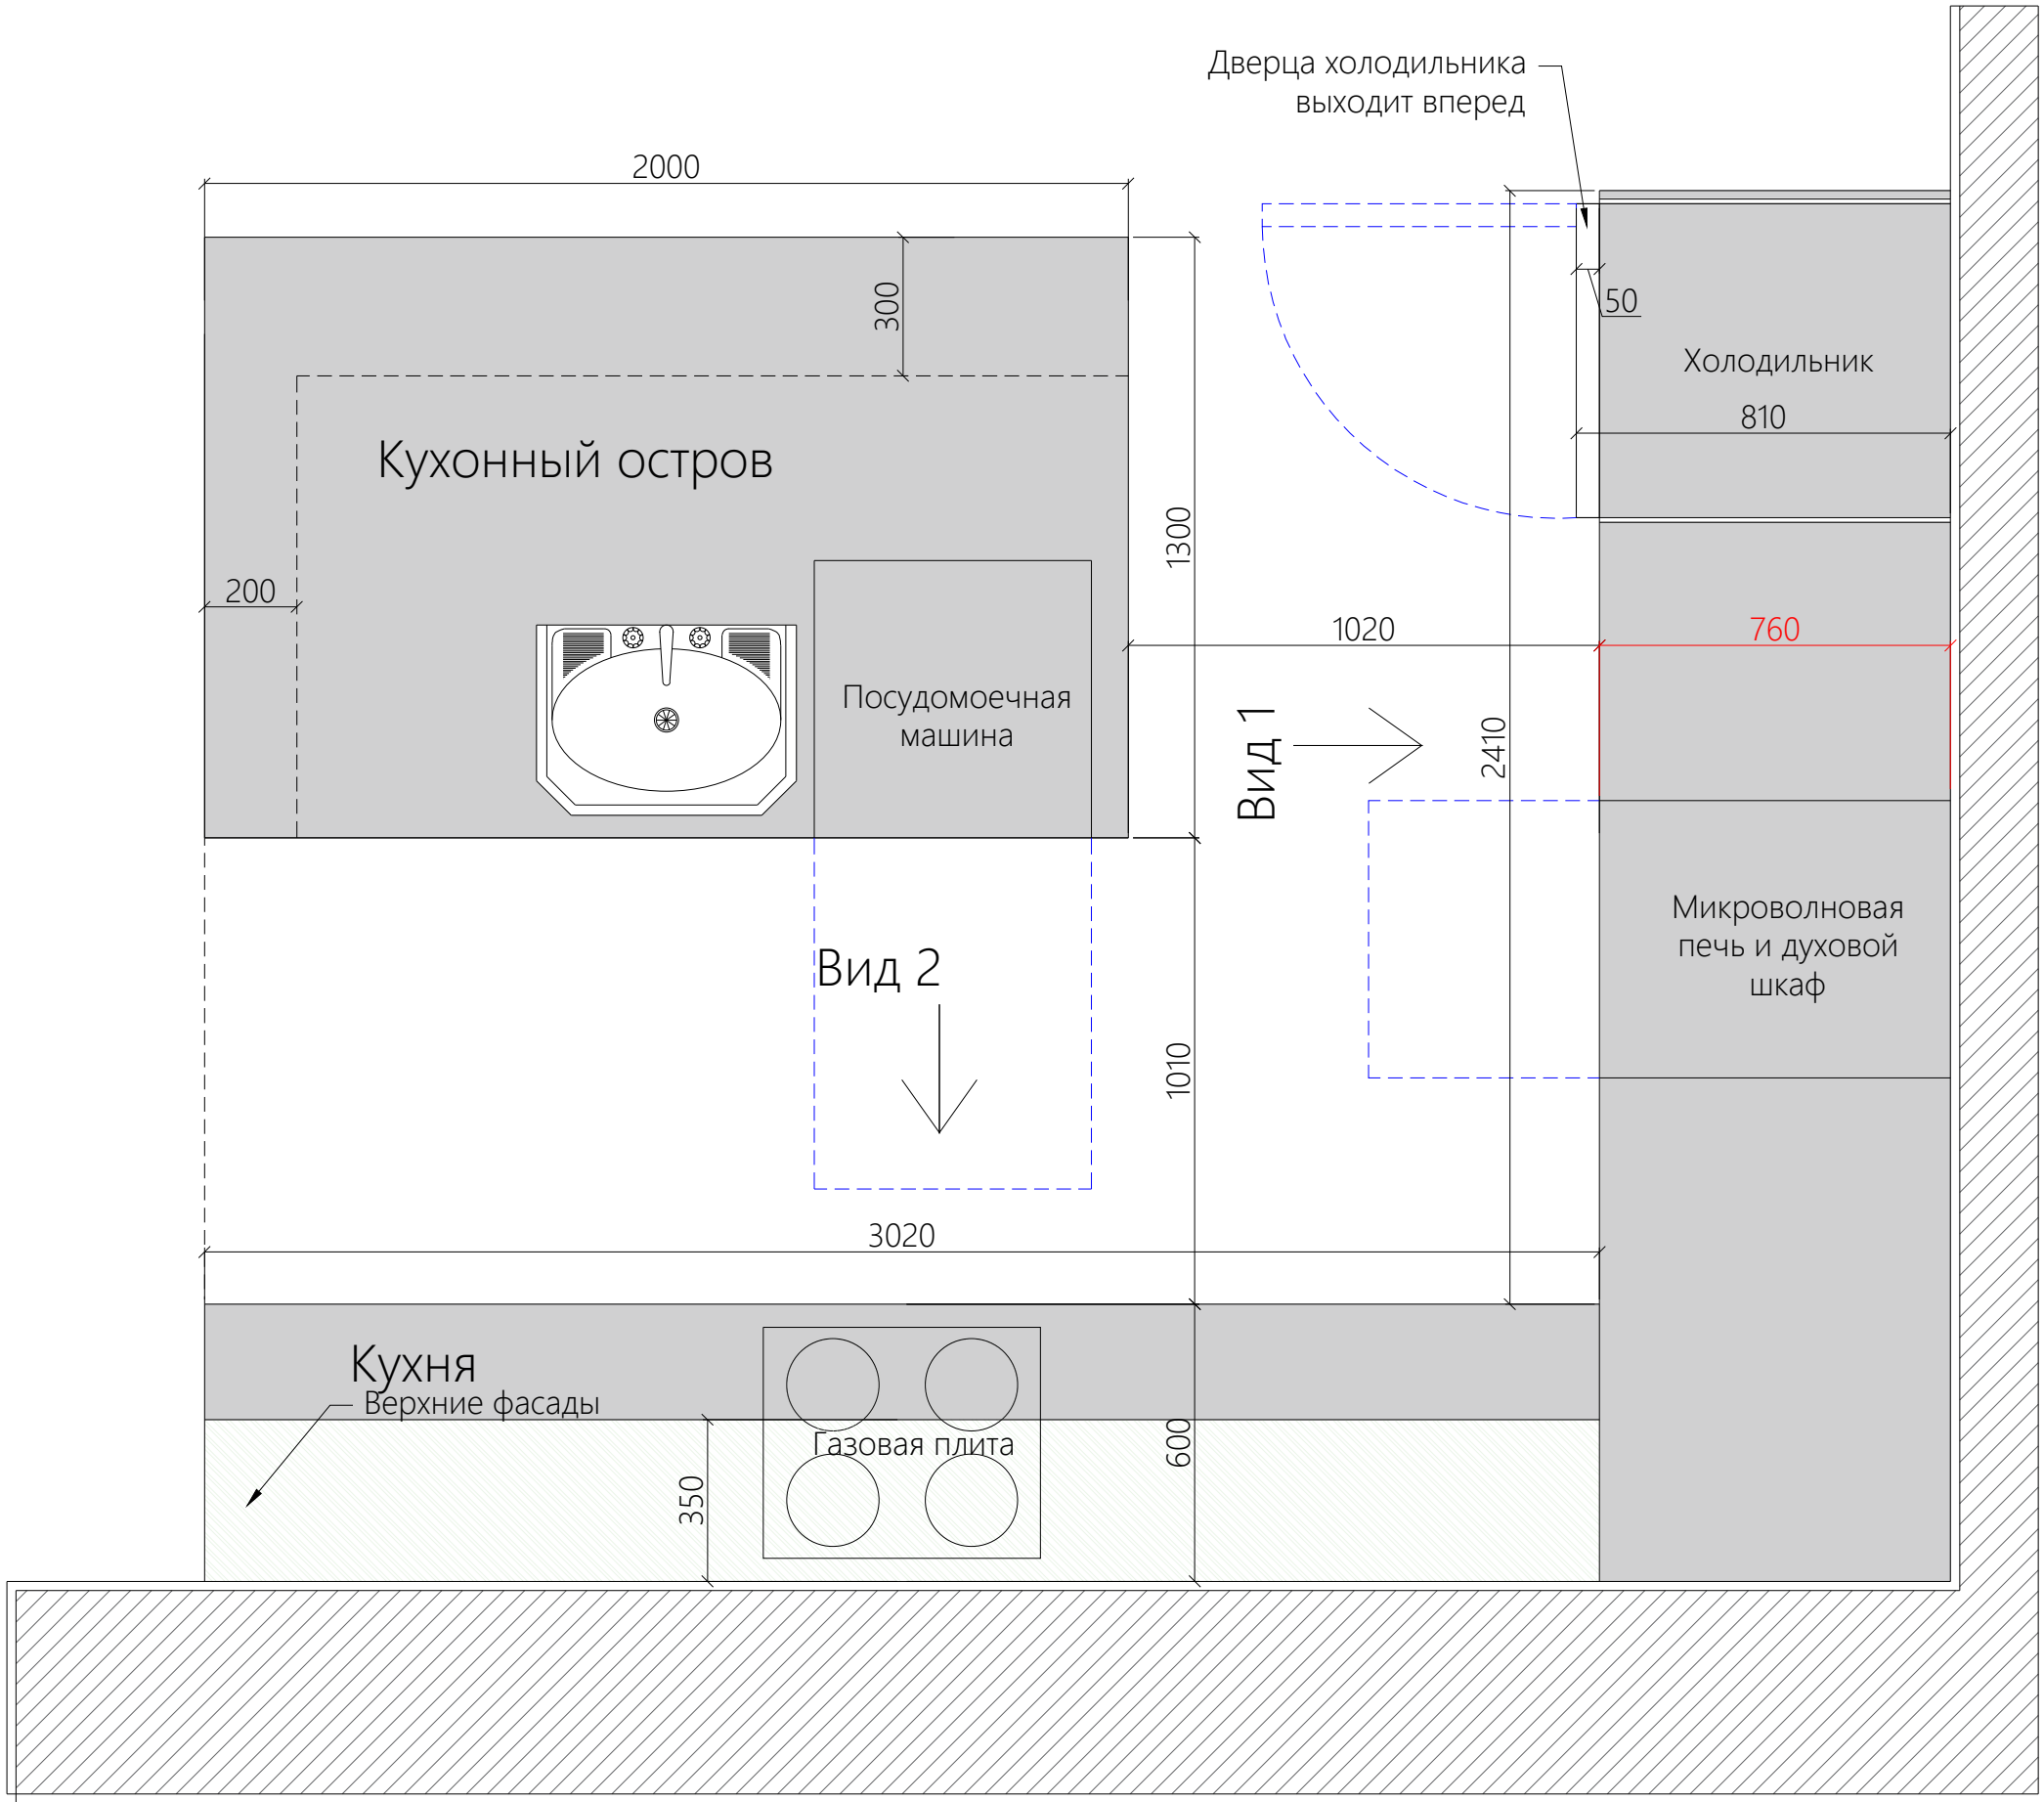 Дверца холодильника
выходит вперед
2000
300
50
Холодильник
810
Кухонный остров
1300
200
1020
760
Посудомоечная
машина
Вид 1
2410
Микроволновая
печь и духовой
шкаф
Вид 2
1010
3020
Кухня
Верхние фасады
Газовая плита
600
350